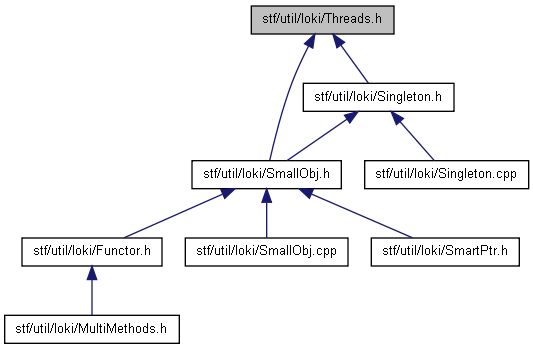 stf/util/loki/Threads.h
stf/util/loki/Singleton.h
stf/util/loki/SmallObj.h
stf/util/loki/Singleton.cpp
stf/util/loki/Functor.h
stf/util/loki/SmallObj.cpp
stf/util/loki/SmartPtr.h
stf/util/loki/MultiMethods.h